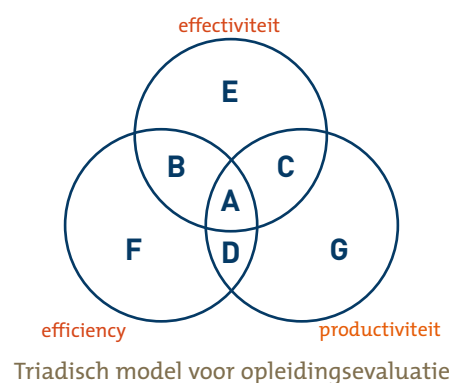 effectiviteit
E
B
C
A
F
D
G
efficiency
productiviteit
Triadisch model voor opleidingsevaluatie